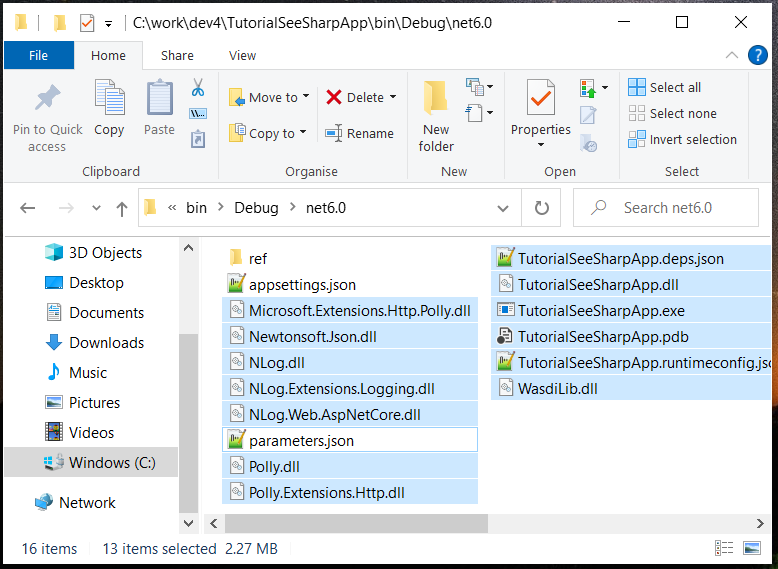 C:\work\dev4\TutorialSeeSharpApp\bin\Debug\net6.0
File Home Share View
Pin to Quick access
Copy
Paste
Clipboard
Move to
Copy to
Delete
Rename
Organise
New folder
New
Properties
Open
Select all
Select none
Invert selection
Select
« bin > Debug > net6.0
Search net6.0
3D Objects
Desktop
Documents
Downloads
Music
Pictures
Videos
Windows (C:)
Network
ref
appsettings.json
Microsoft.Extensions.Http.Polly.dll
Newtonsoft.Json.dll
NLog.dll
NLog.Extensions.Logging.dll
NLog.Web.AspNetCore.dll
parameters.json
Polly.dll
Polly.Extensions.Http.dll
TutorialSeeSharpApp.deps.json
TutorialSeeSharpApp.dll
TutorialSeeSharpApp.exe
TutorialSeeSharpApp.pdb
TutorialSeeSharpApp.runtimeconfig.jsc
WasdiLib.dll
16 items 13 items selected 2.27 MB